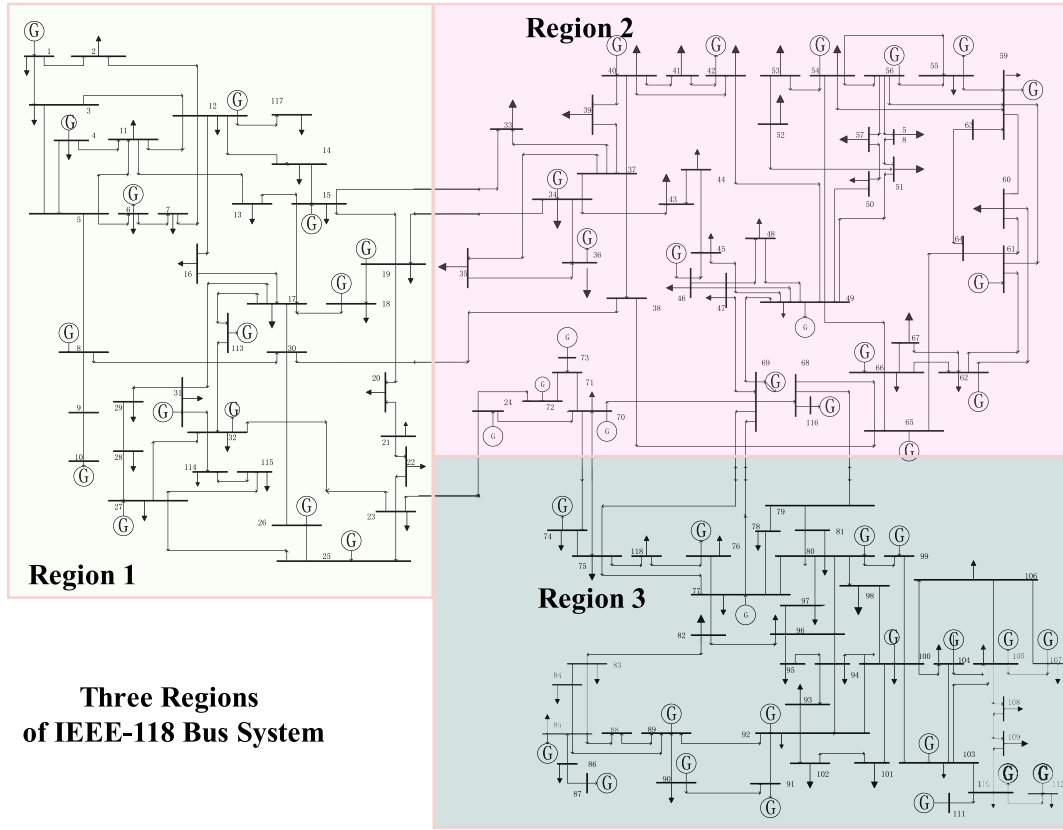 Region 2
G
1
2
G
G
G
G
G
G
40
41
42
53
54
56
55
59
G
3
12
G
117
39
G
4
11
33
52
63
57
5
8
14
37
44
51
60
G
15
34
G
43
50
G
6
7
13
G
5
36
G
48
45
64
61
16
G
19
35
G
46
47
49
G
G
17
G
18
38
G
67
G
8
113
G
30
G
73
69
G
68
66
G
62
G
20
71
G
72
31
29
G
G
32
24
G
70
G
116
G
65
G
9
21
28
22
10
G
114
115
27
G
23
G
26
G
25
G
74
79
78
81
G
G
99
75
118
G
76
80
Region 1
77
G
Region 3
97
98
106
82
96
G
100
G
104
G
105
G
107
95
94
83
84
93
108
Three Regions
of IEEE-118 Bus System
85
88
89
G
G
92
109
G
86
G
103
G
87
G
90
G
91
G
102
101
G
111
110
G
G
112